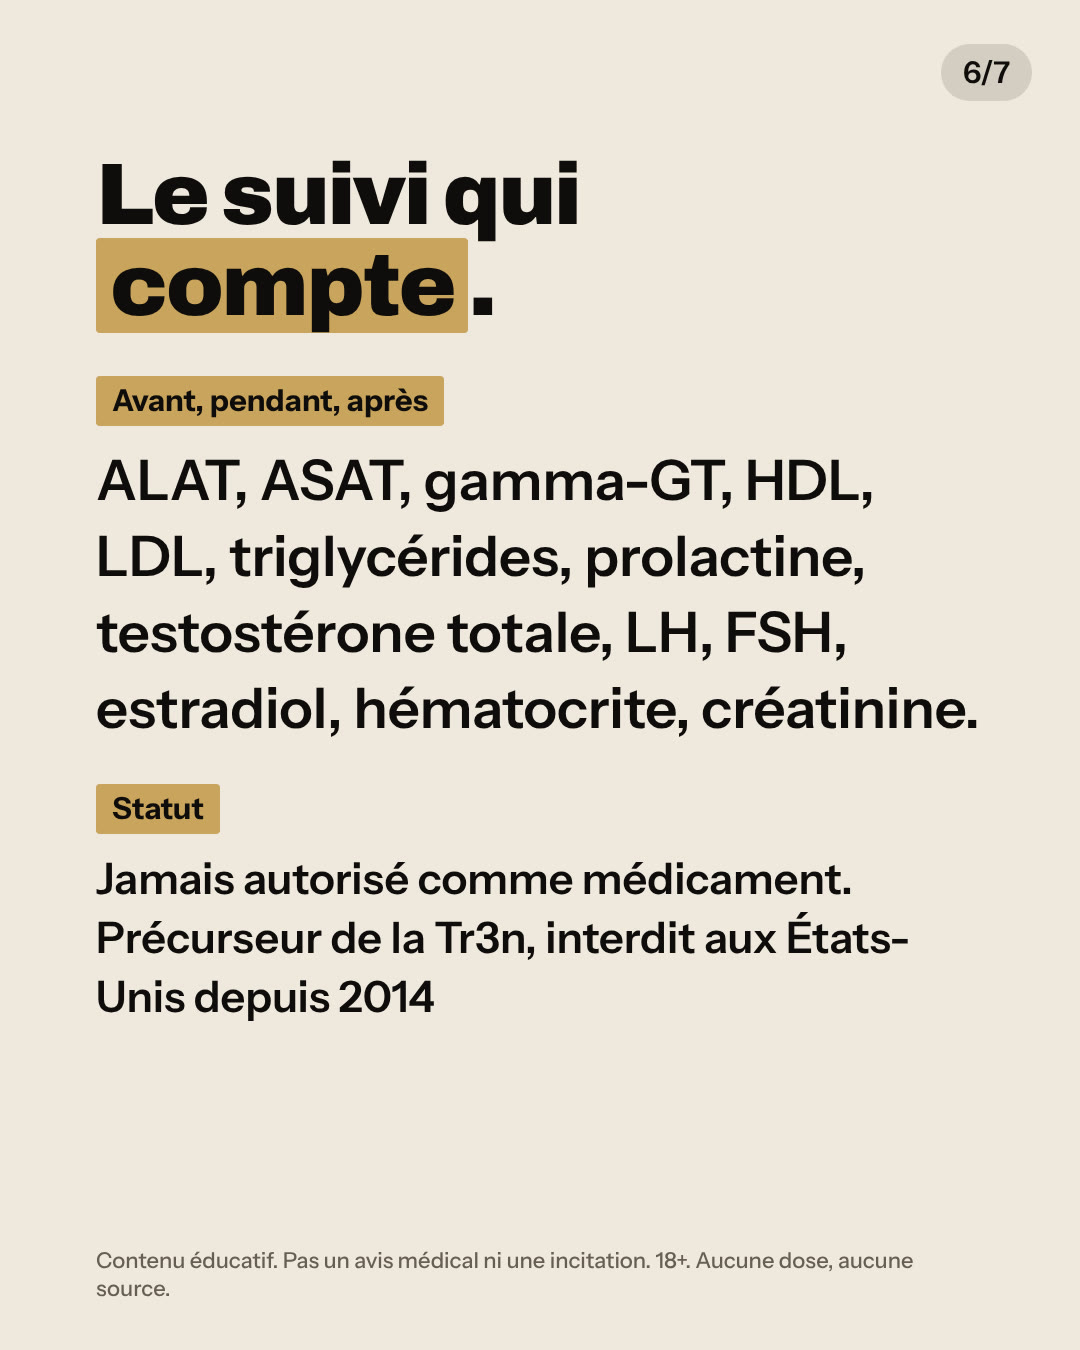 6/7
Le suivi qui
compte.
Avant, pendant, après
ALAT, ASAT, gamma-GT, HDL,
LDL, triglycérides, prolactine,
testostérone totale, LH, FSH,
estradiol, hématocrite, créatinine.
Statut
Jamais autorisé comme médicament.
Précurseur de la Tr3n, interdit aux États-
Unis depuis 2014
Contenu éducatif. Pas un avis médical ni une incitation. 18+. Aucune dose, aucune
source.